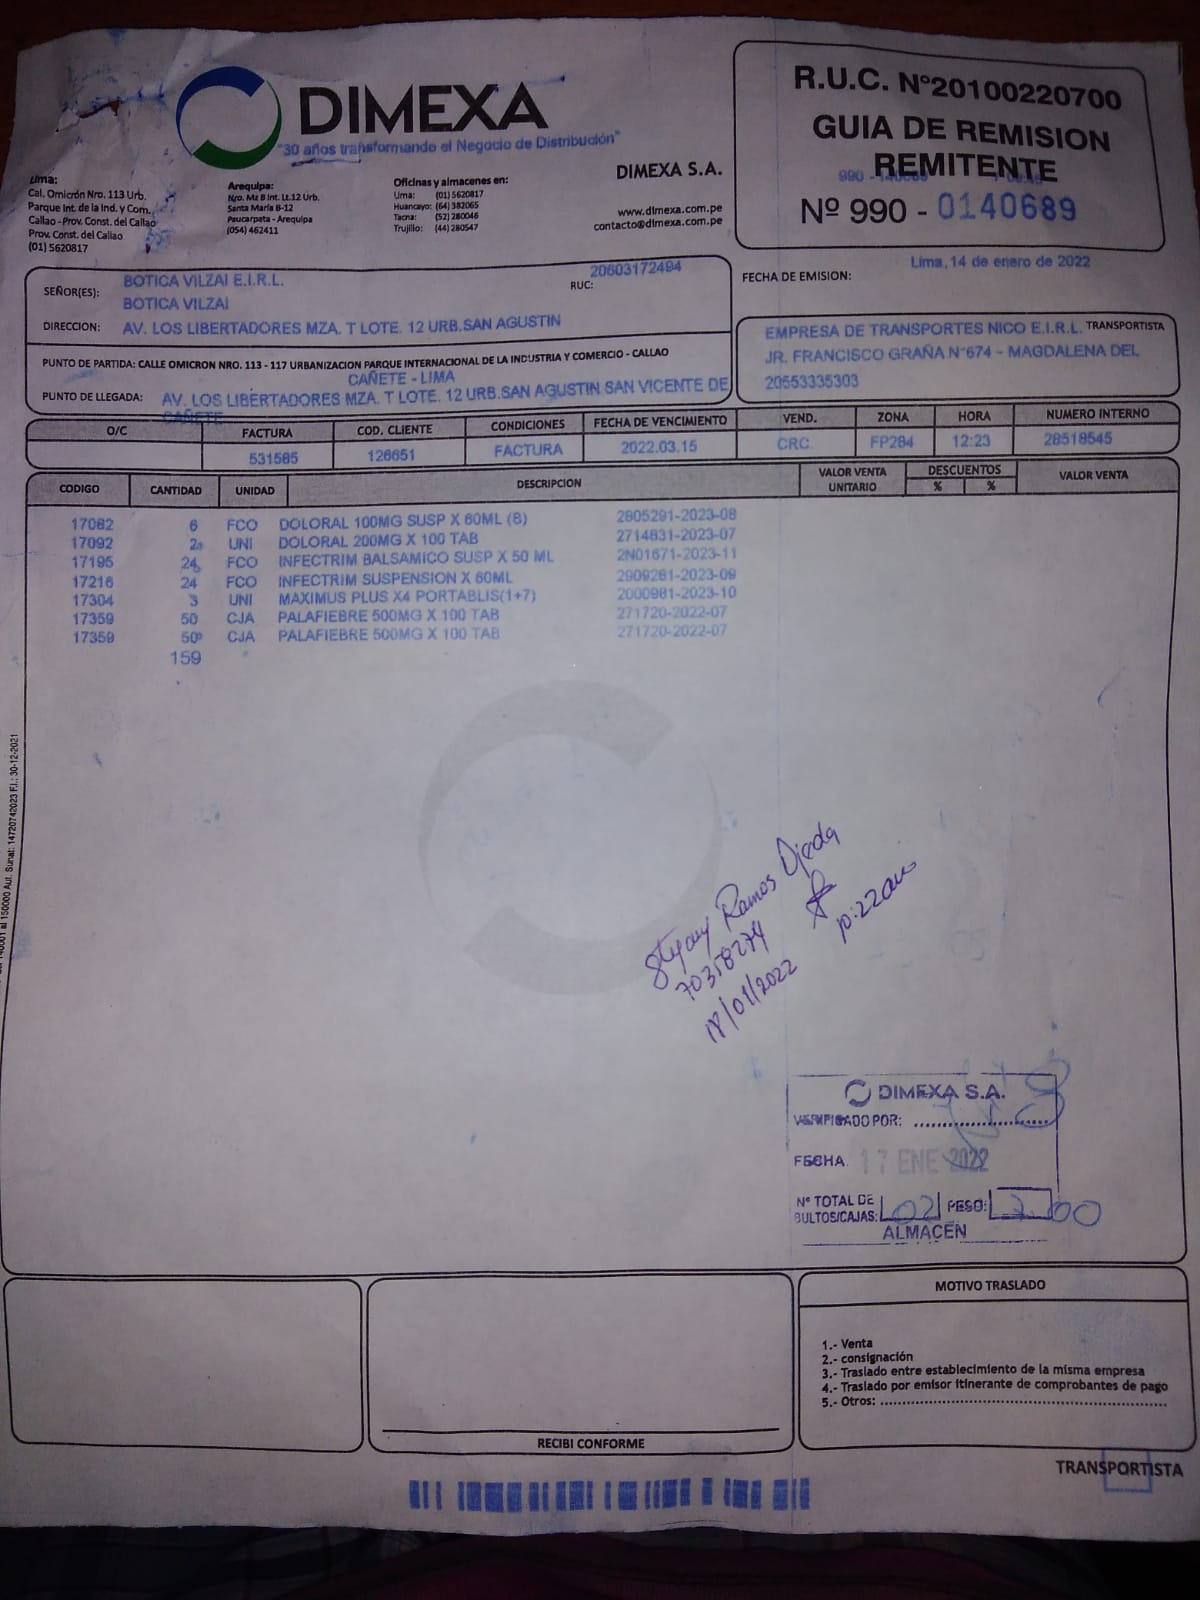 DIMEXA
"30 años transformando el Negocio de Distribución"
Lima:
Cal. Omicrón Nro. 113 Urb.
Parque Int. de la Ind. y Com.
Callao - Prov. Const. del Callao
Prov. Const. del Callao
(01) 5620817
Arequipa:
Nro. Mz B Int. Lt.12 Urb.
Santa María B-12
Paucarpata - Arequipa
(054) 462411
Oficinas y almacenes en:
Lima: (01) 5620817
Huancayo: (64) 382065
Tacna: (52) 280046
Trujillo: (44) 280547
DIMEXA S.A.
www.dimexa.com.pe
contacto@dimexa.com.pe
R.U.C. N°20100220700
GUIA DE REMISION
REMITENTE
Nº 990 - 0140689
SEÑOR(ES): BOTICA VILZAI E.I.R.L.
RUC: 20603172494
BOTICA VILZAI
DIRECCION: AV. LOS LIBERTADORES MZA. T LOTE. 12 URB.SAN AGUSTIN
FECHA DE EMISION: Lima, 14 de enero de 2022
PUNTO DE PARTIDA: CALLE OMICRON NRO. 113 - 117 URBANIZACION PARQUE INTERNACIONAL DE LA INDUSTRIA Y COMERCIO - CALLAO
CAÑETE - LIMA
PUNTO DE LLEGADA: AV. LOS LIBERTADORES MZA. T LOTE. 12 URB.SAN AGUSTIN SAN VICENTE DE
CAÑETE
EMPRESA DE TRANSPORTES NICO E.I.R.L. TRANSPORTISTA
JR. FRANCISCO GRAÑA N°674 - MAGDALENA DEL
20553335303
O/C FACTURA COD. CLIENTE CONDICIONES FECHA DE VENCIMIENTO VEND. ZONA HORA NUMERO INTERNO
531585 126651 FACTURA 2022.03.15 CRC FP284 12:23 28518545
CODIGO CANTIDAD UNIDAD DESCRIPCION VALOR VENTA UNITARIO DESCUENTOS % % VALOR VENTA
17082 6 FCO DOLORAL 100MG SUSP X 60ML (B) 2805291-2023-08
17092 2 UNI DOLORAL 200MG X 100 TAB 2714831-2023-07
17195 24 FCO INFECTRIM BALSAMICO SUSP X 50 ML 2N01671-2023-11
17216 24 FCO INFECTRIM SUSPENSION X 60ML 2909261-2023-09
17304 3 UNI MAXIMUS PLUS X4 PORTABLIS(1+7) 2000981-2023-10
17359 50 CJA PALAFIEBRE 500MG X 100 TAB 271720-2022-07
17359 50 CJA PALAFIEBRE 500MG X 100 TAB 271720-2022-07
159
Ramos Ojeda
70358274
18/01/2022
10:22am
DIMEXA S.A.
VERIFICADO POR:
FECHA 17 ENE 2022
Nº TOTAL DE
BULTOS/CAJAS: 02 PESO:
ALMACEN
MOTIVO TRASLADO
1.- Venta
2.- consignación
3.- Traslado entre establecimiento de la misma empresa
4.- Traslado por emisor itinerante de comprobantes de pago
5.- Otros:
RECIBI CONFORME
TRANSPORTISTA